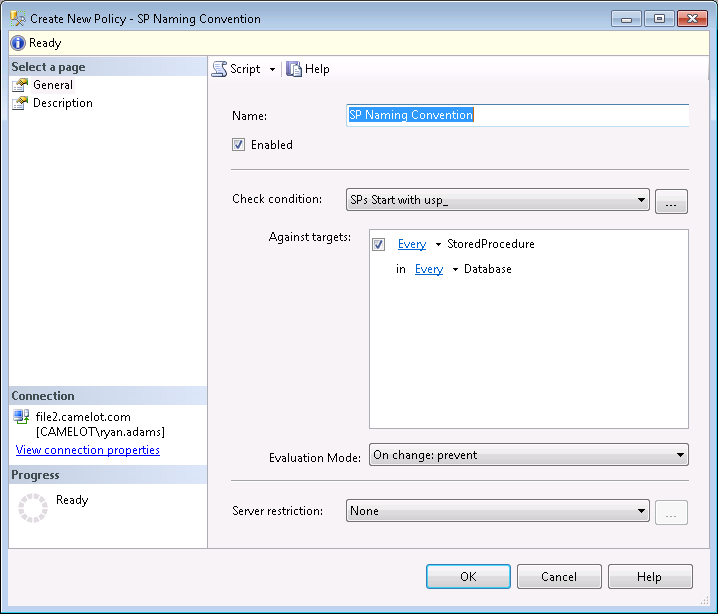 Create New Policy - SP Naming Convention
Ready
Select a page
General
Description
Script
Help
Name:
SP Naming Convention
Enabled
Check condition:
SPs Start with usp_
...
Against targets:
Every StoredProcedure
in Every Database
Evaluation Mode:
On change: prevent
Server restriction:
None
...
Connection
file2.camelot.com
[CAMELOT\ryan.adams]
View connection properties
Progress
Ready
OK
Cancel
Help